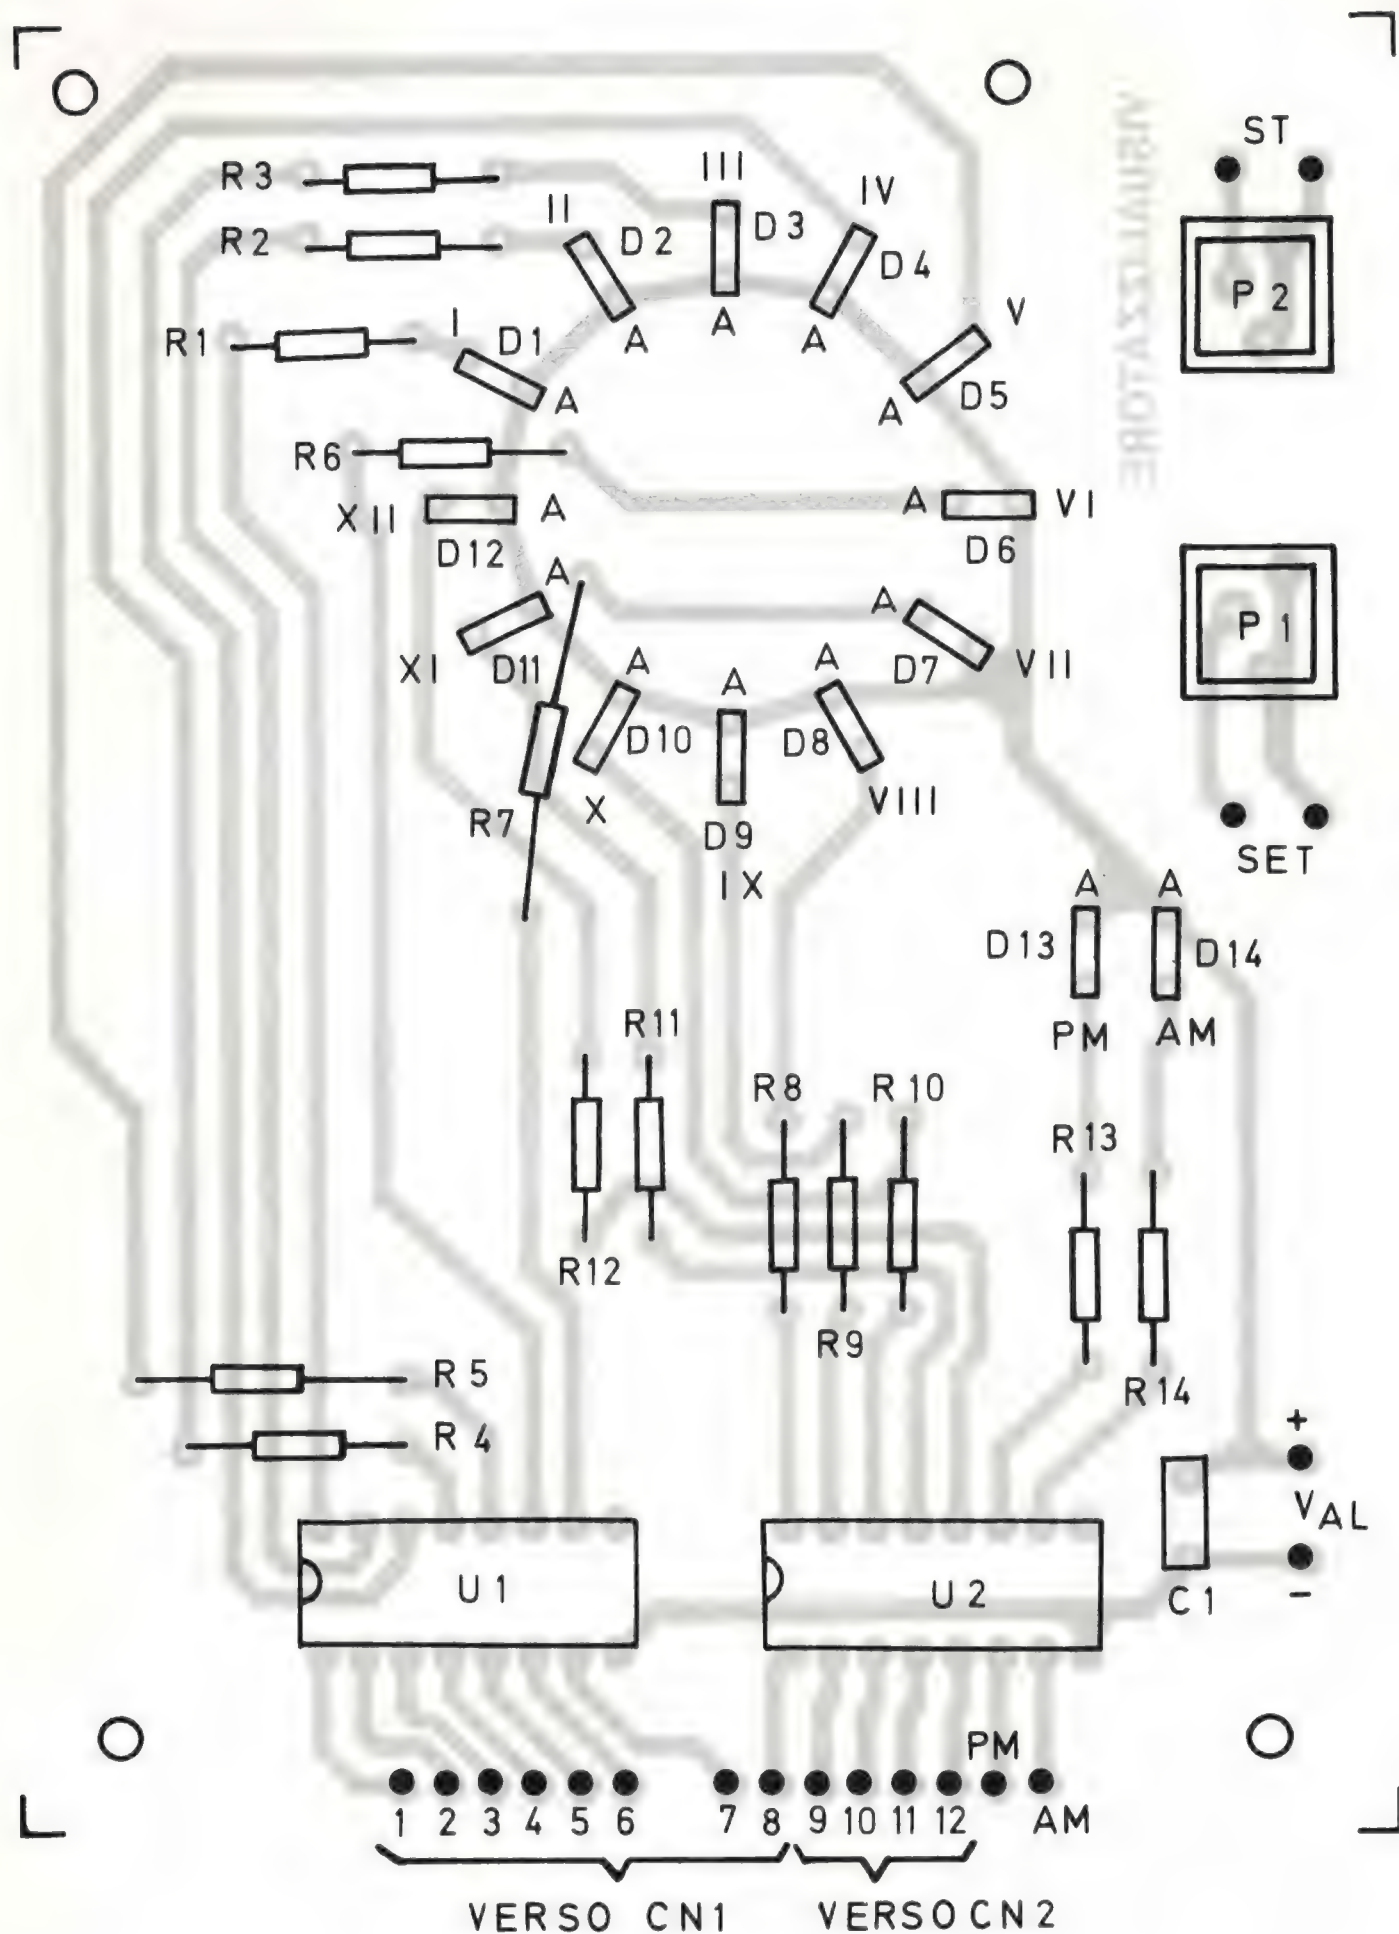 ST
III
IV
II
R3
D3
R2
D2
D4
P2
V
I
A
A
A
R1
D1
D5
A
A
R6
VISUALIZZATORE
A
VI
XII
A
D12
D6
A
A
P1
XI
D11
A
A
A
D7
VII
D10
D8
R7
X
VIII
D9
SET
IX
A
A
D13
D14
R11
PM
AM
R8
R10
R13
R12
R9
R5
R14
R4
+
VAL
U1
U2
C1
-
PM
1 2 3 4 5 6 7 8 9 10 11 12 AM
VERSO CN1 VERSO CN2